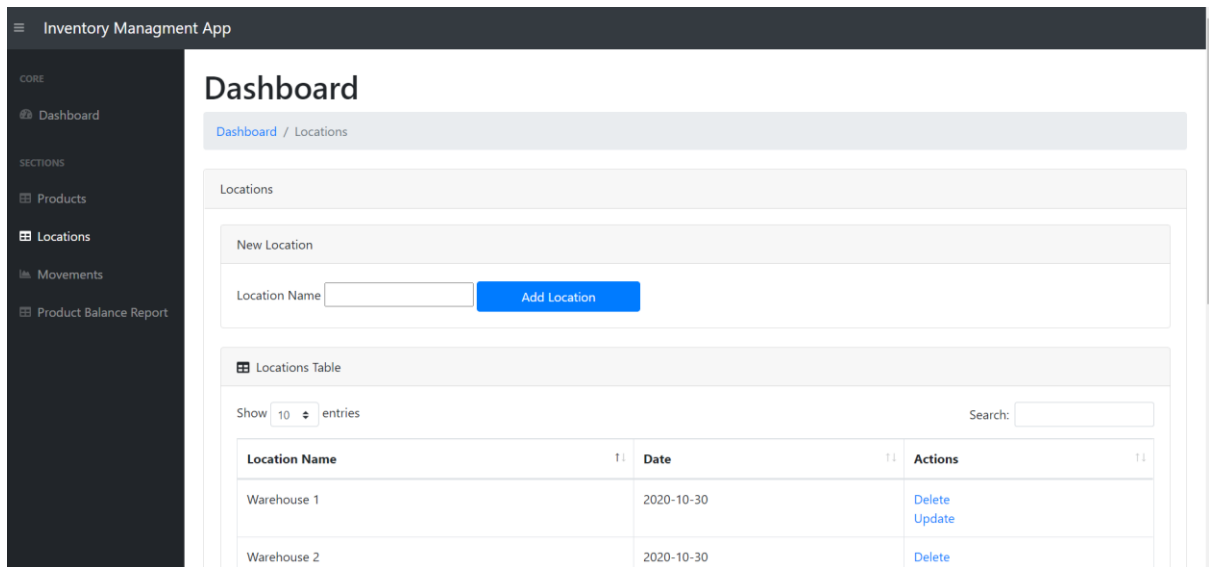 Inventory Managment App
CORE
Dashboard
SECTIONS
Products
Locations
Movements
Product Balance Report
Dashboard
Dashboard / Locations
Locations
New Location
Location Name Add Location
Locations Table
Show 10 entries Search:
Location Name Date Actions
Warehouse 1 2020-10-30 Delete
Update
Warehouse 2 2020-10-30 Delete